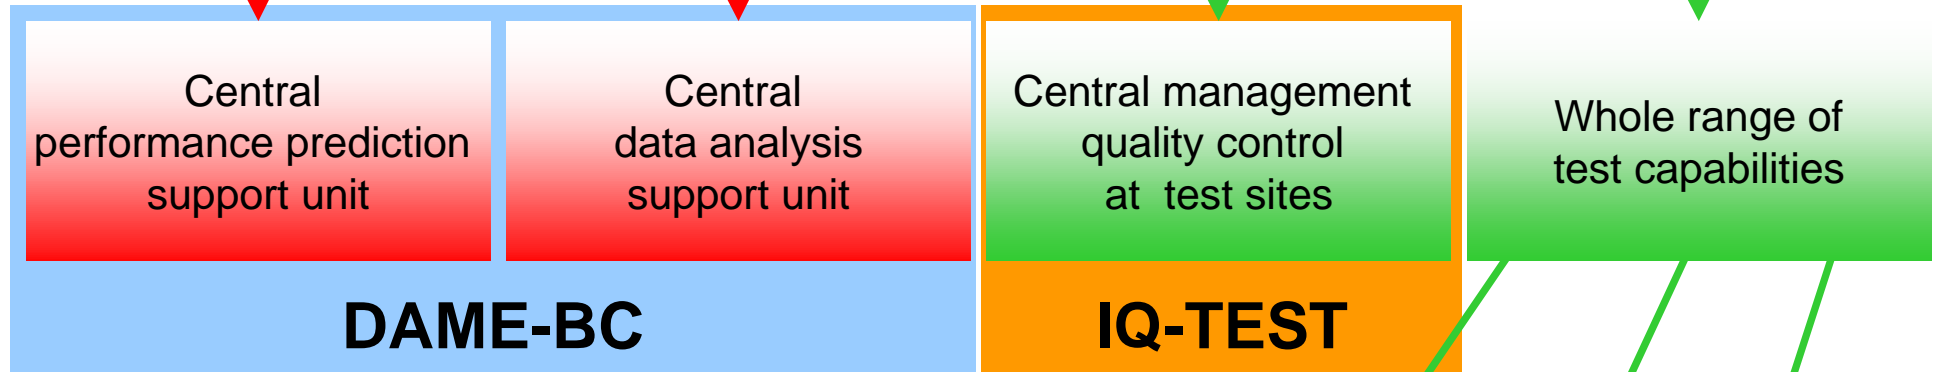 Central
performance prediction
support unit
Central
data analysis
support unit
Central management
quality control
at  test sites
Whole range of
test capabilities
DAME-BC
IQ-TEST